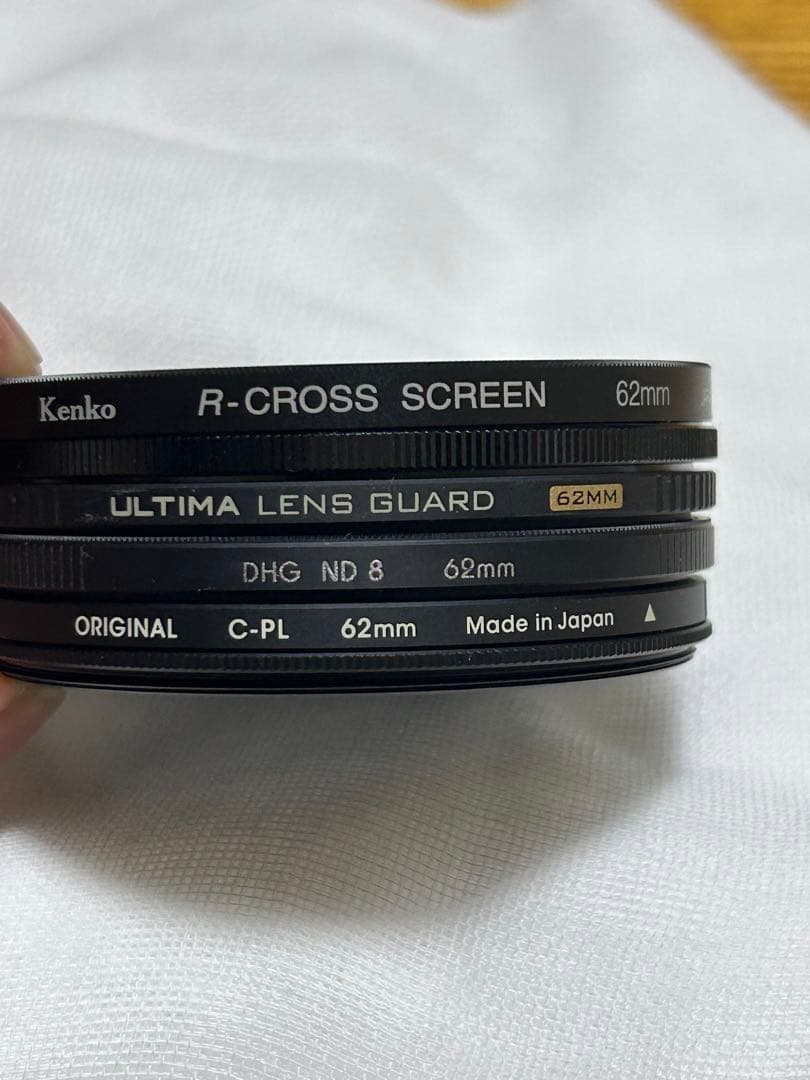 Kenko R-CROSS SCREEN 62mm
ULTIMA LENS GUARD 62MM
DHG ND 8 62mm
ORIGINAL C-PL 62mm Made in Japan ▲